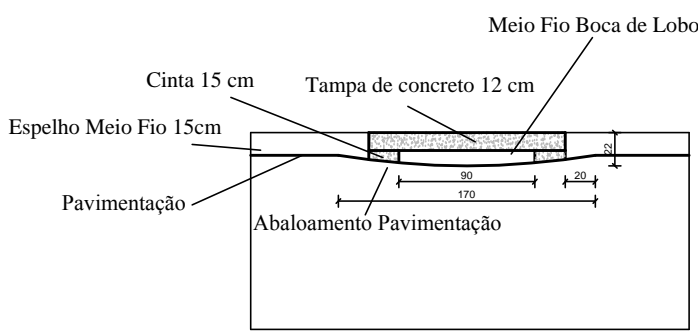 Meio Fio Boca de Lobo
Cinta 15 cm
Tampa de concreto 12 cm
Espelho Meio Fio 15cm
22
90
20
170
Pavimentação
Abaloamento Pavimentação